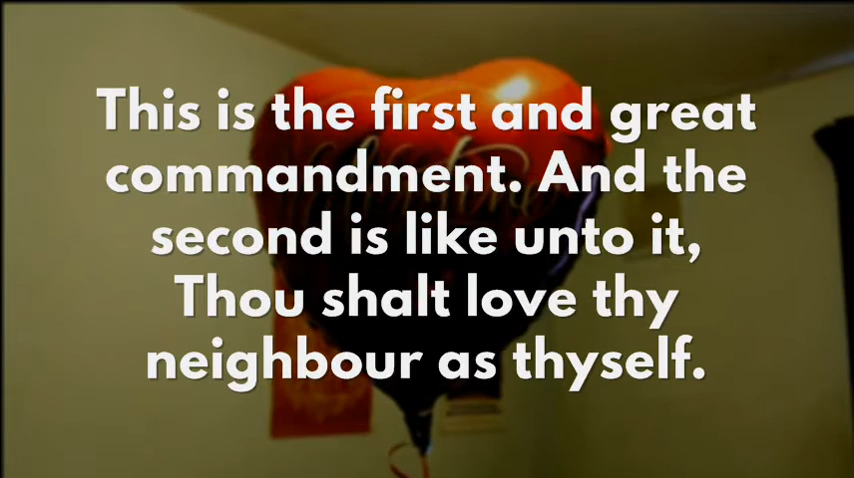 This is the first and great
commandment. And the
second is like unto it,
Thou shalt love thy
neighbour as thyself.